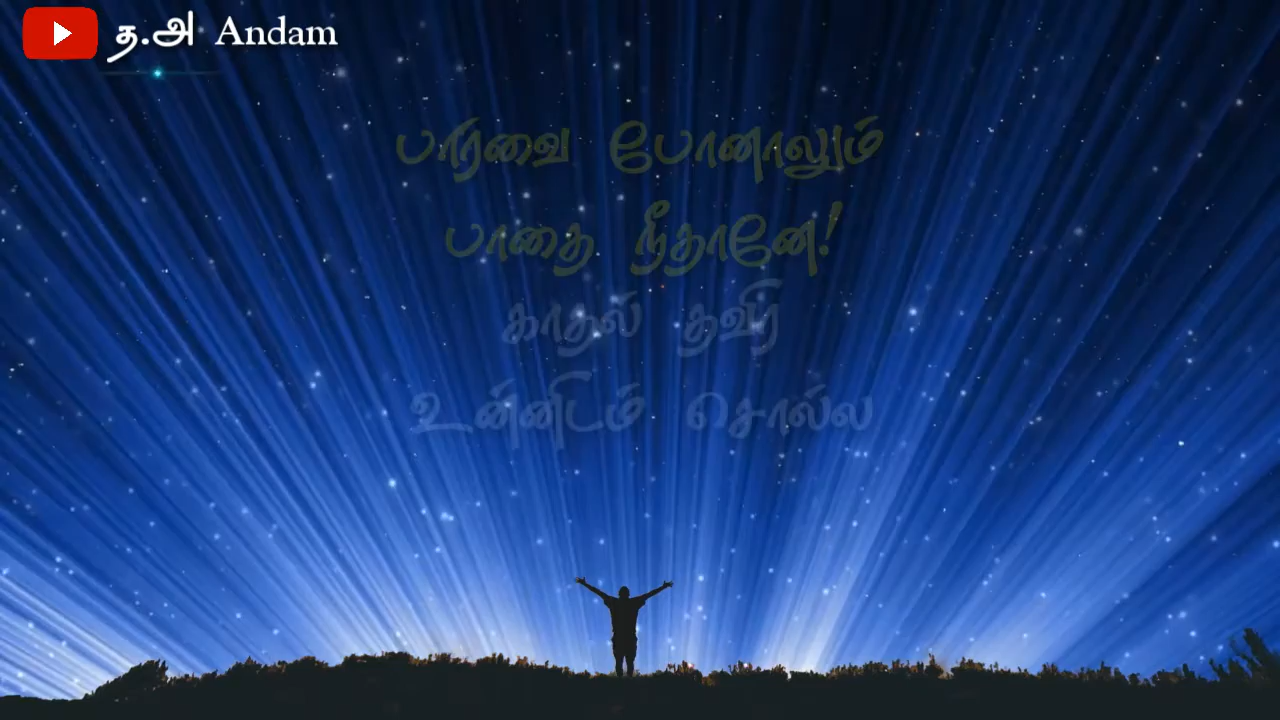 த.அ Andam
பார்வை போனாலும்
பாதை நீதானே!
காதல் தவிர
உன்னிடம் சொல்ல